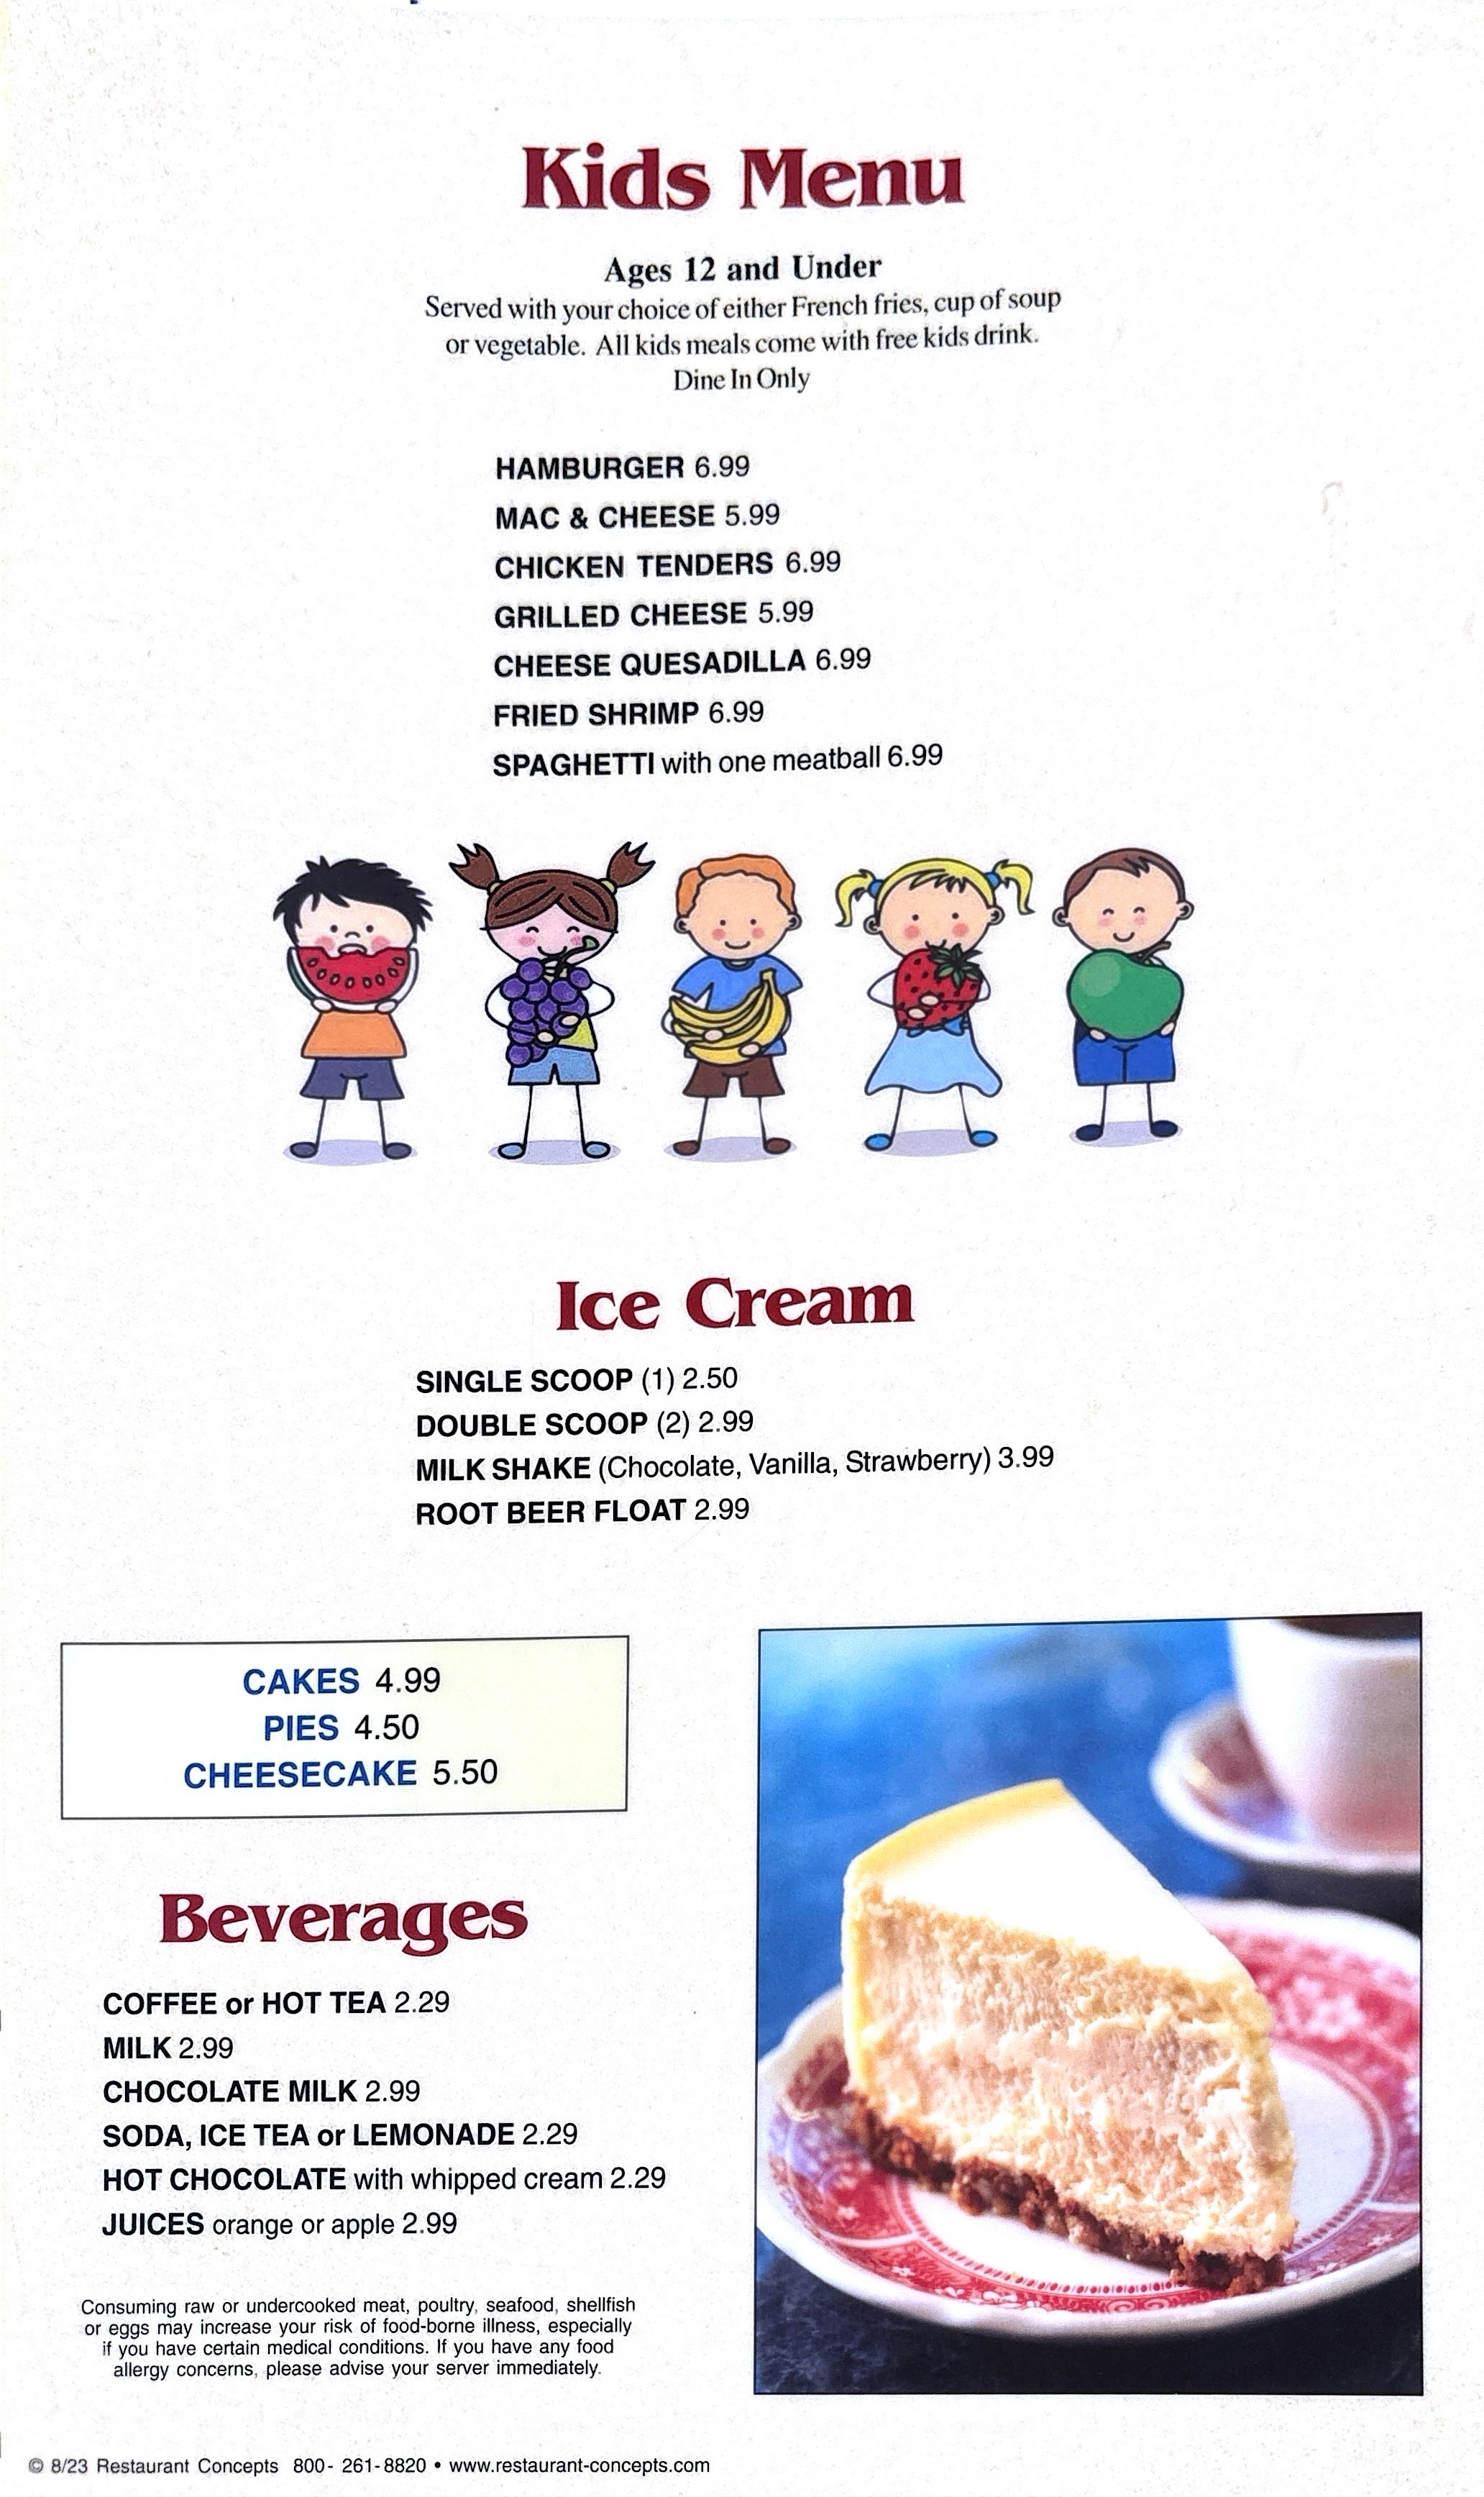 Kids Menu
Ages 12 and Under
Served with your choice of either French fries, cup of soup
or vegetable. All kids meals come with free kids drink.
Dine In Only
HAMBURGER 6.99
MAC & CHEESE 5.99
CHICKEN TENDERS 6.99
GRILLED CHEESE 5.99
CHEESE QUESADILLA 6.99
FRIED SHRIMP 6.99
SPAGHETTI with one meatball 6.99
Ice Cream
SINGLE SCOOP (1) 2.50
DOUBLE SCOOP (2) 2.99
MILK SHAKE (Chocolate, Vanilla, Strawberry) 3.99
ROOT BEER FLOAT 2.99
CAKES 4.99
PIES 4.50
CHEESECAKE 5.50
Beverages
COFFEE or HOT TEA 2.29
MILK 2.99
CHOCOLATE MILK 2.99
SODA, ICE TEA or LEMONADE 2.29
HOT CHOCOLATE with whipped cream 2.29
JUICES orange or apple 2.99
Consuming raw or undercooked meat, poultry, seafood, shellfish
or eggs may increase your risk of food-borne illness, especially
if you have certain medical conditions. If you have any food
allergy concerns, please advise your server immediately.
© 8/23 Restaurant Concepts 800- 261-8820 • www.restaurant-concepts.com